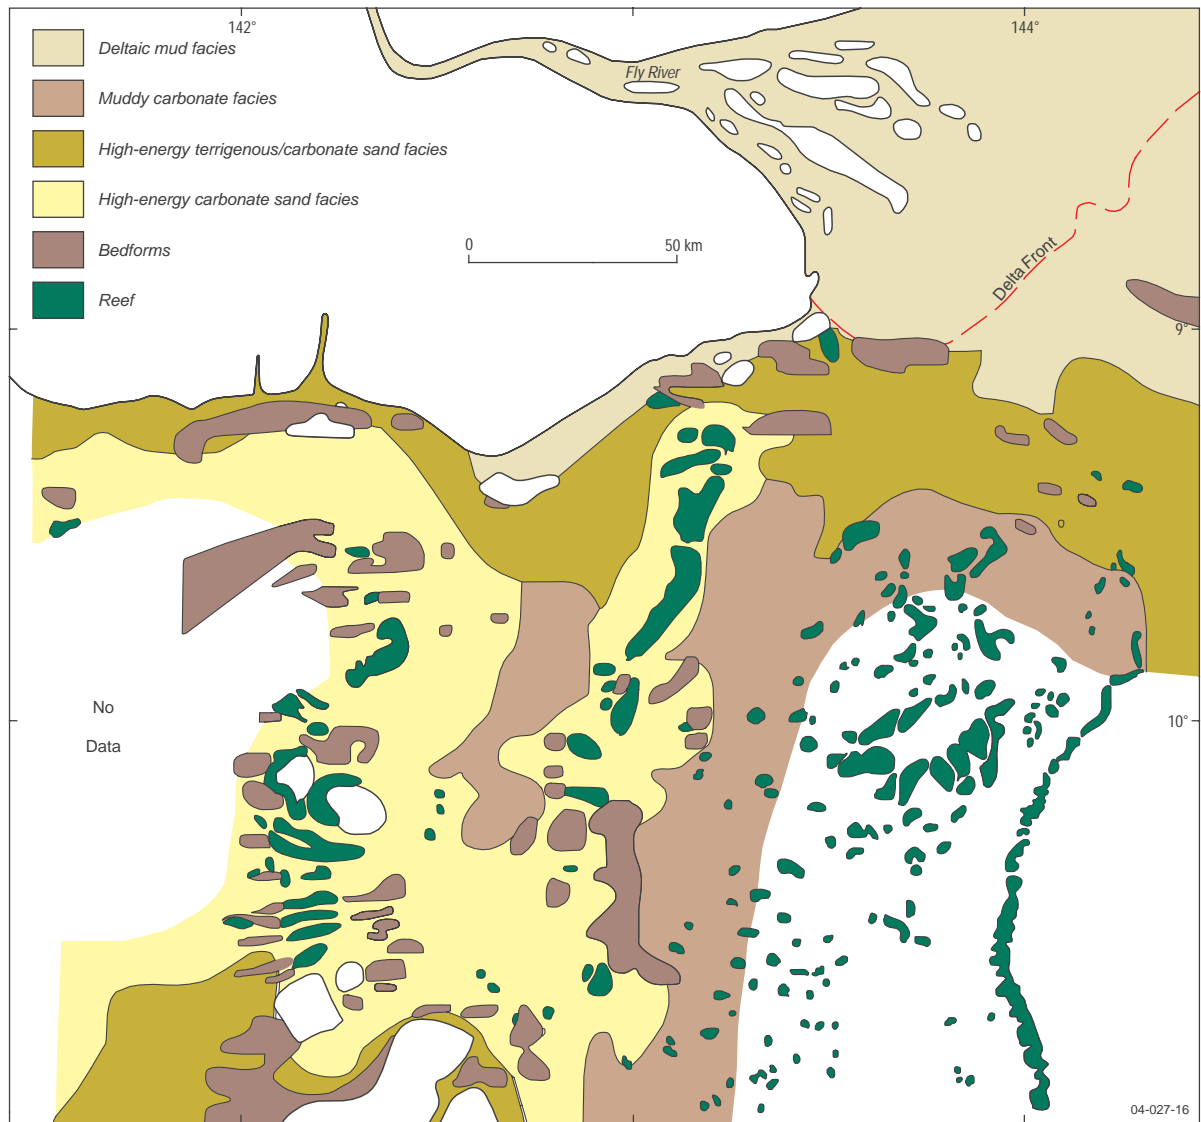 142°
144°
Deltaic mud facies
Fly River
Muddy carbonate facies
High-energy terrigenous/carbonate sand facies
High-energy carbonate sand facies
Bedforms
0 50 km
Delta Front
Reef
9°
No
Data
10°
04-027-16